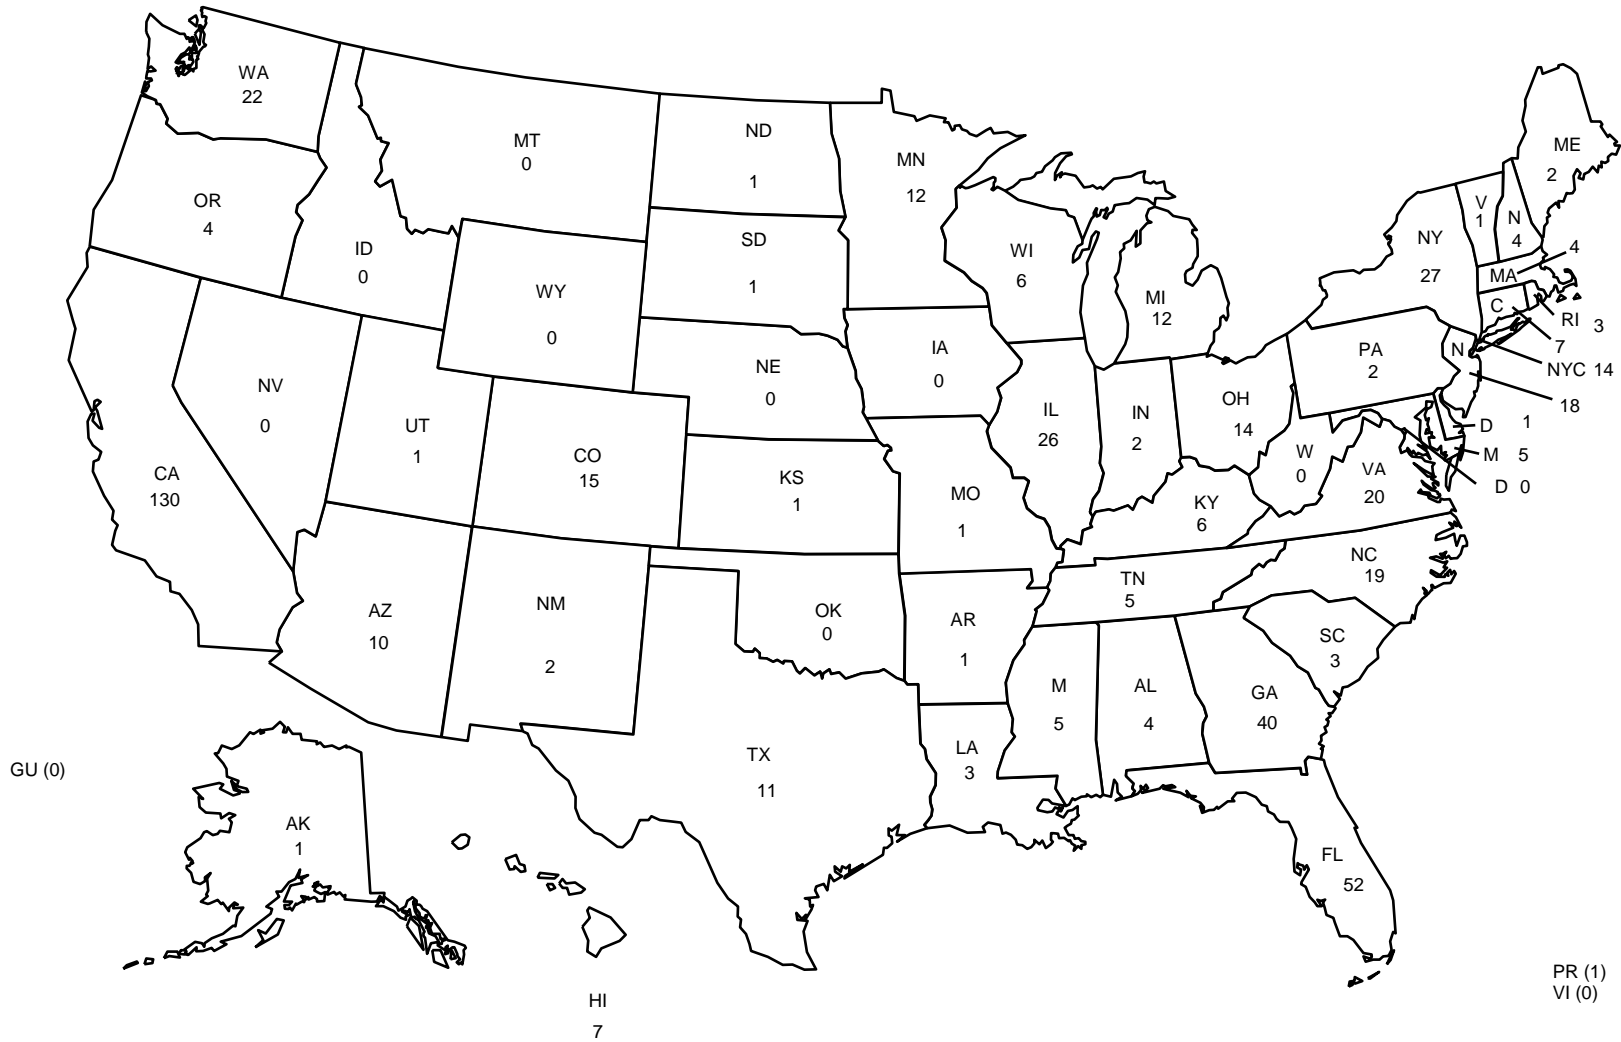 WA
22
OR
4
ID
0
MT
0
ND
1
SD
1
WY
0
NE
0
MN
12
WI
6
IA
0
MI
12
NV
0
UT
1
CO
15
KS
1
CA
130
AZ
10
NM
2
OK
0
TX
11
MO
1
AR
1
LA
3
IL
26
IN
2
OH
14
KY
6
TN
5
M
5
AL
4
GA
40
FL
52
SC
3
NC
19
VA
20
W
0
PA
2
NY
27
V
1
N
4
ME
2
MA
4
C
7
RI 3
NYC 14
N
18
D 1
M 5
D 0
AK
1
HI
7
GU (0)
PR (1)
VI (0)